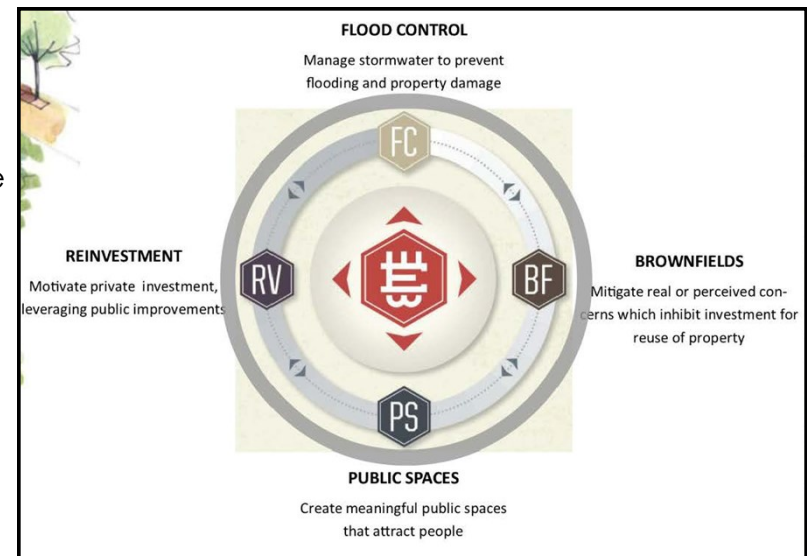 FLOOD CONTROL
Manage stormwater to prevent
flooding and property damage
FC
e
REINVESTMENT
Motivate private investment,
leveraging public improvements
RV
BF
BROWNFIELDS
Mitigate real or perceived con-
cerns which inhibit investment for
reuse of property
PS
PUBLIC SPACES
Create meaningful public spaces
that attract people